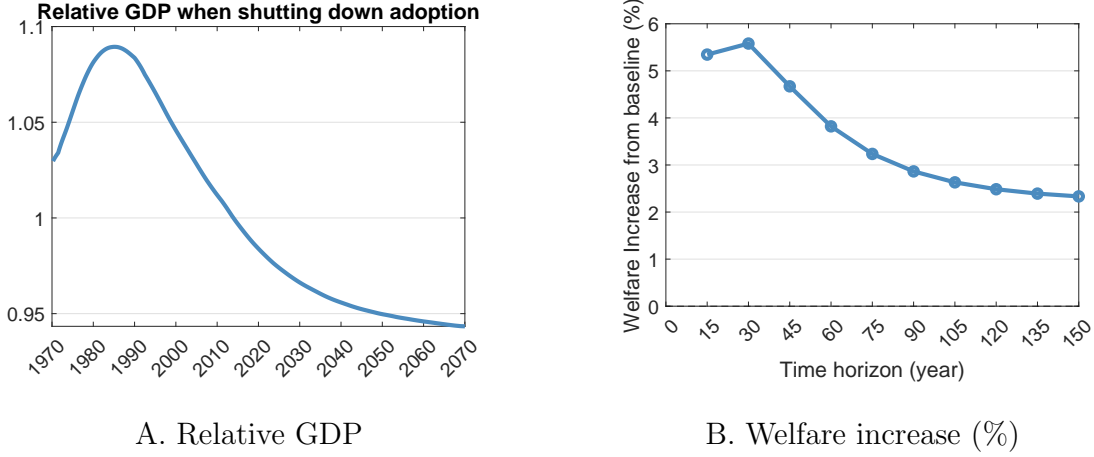 Relative GDP when shutting down adoption
1.1
1.05
1
0.95
1970 1980 1990 2000 2010 2020 2030 2040 2050 2060 2070
A. Relative GDP
Welfare Increase from baseline (%)
6
5
4
3
2
1
0
0 15 30 45 60 75 90 105 120 135 150
Time horizon (year)
B. Welfare increase (%)